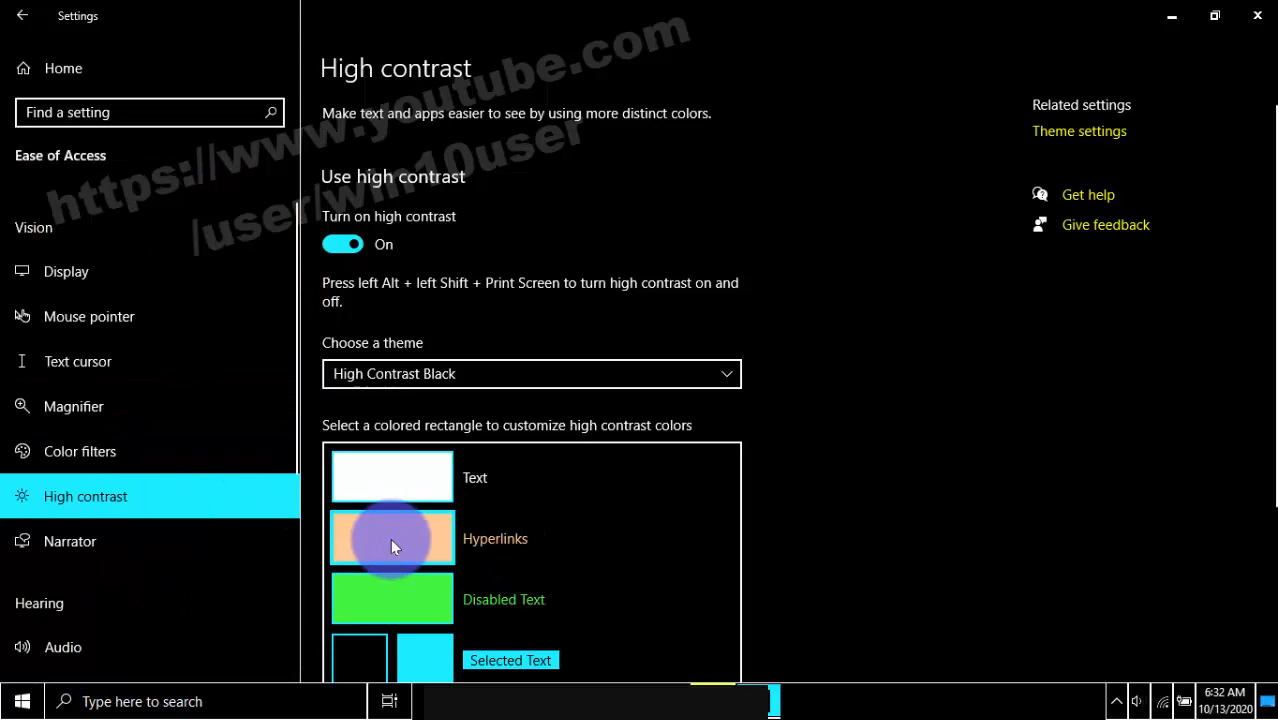 Settings
Home
Find a setting
Ease of Access
Vision
Display
Mouse pointer
Text cursor
Magnifier
Color filters
High contrast
Narrator
Hearing
Audio
https://www.youtube.com
/user/win10user
High contrast
Make text and apps easier to see by using more distinct colors.
Use high contrast
Turn on high contrast
On
Press left Alt + left Shift + Print Screen to turn high contrast on and
off.
Choose a theme
High Contrast Black
Select a colored rectangle to customize high contrast colors
Text
Hyperlinks
Disabled Text
Selected Text
Related settings
Theme settings
Get help
Give feedback
Type here to search
6:32 AM
10/13/2020